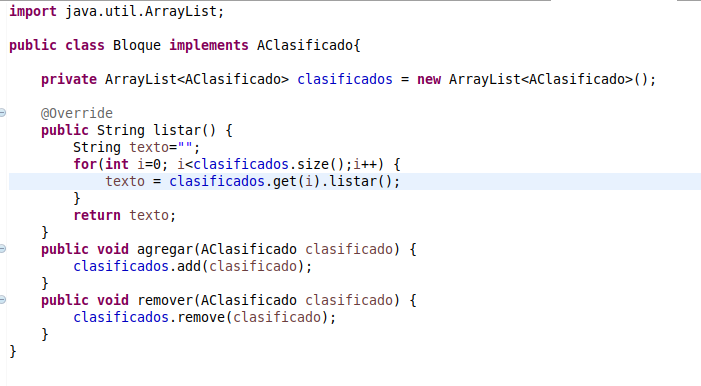 import java.util.ArrayList;
public class Bloque implements AClasificado{
    private ArrayList<AClasificado> clasificados = new ArrayList<AClasificado>();
    @Override
    public String listar() {
        String texto="";
        for(int i=0; i<clasificados.size();i++) {
            texto = clasificados.get(i).listar();
        }
        return texto;
    }
    public void agregar(AClasificado clasificado) {
        clasificados.add(clasificado);
    }
    public void remover(AClasificado clasificado) {
        clasificados.remove(clasificado);
    }
}